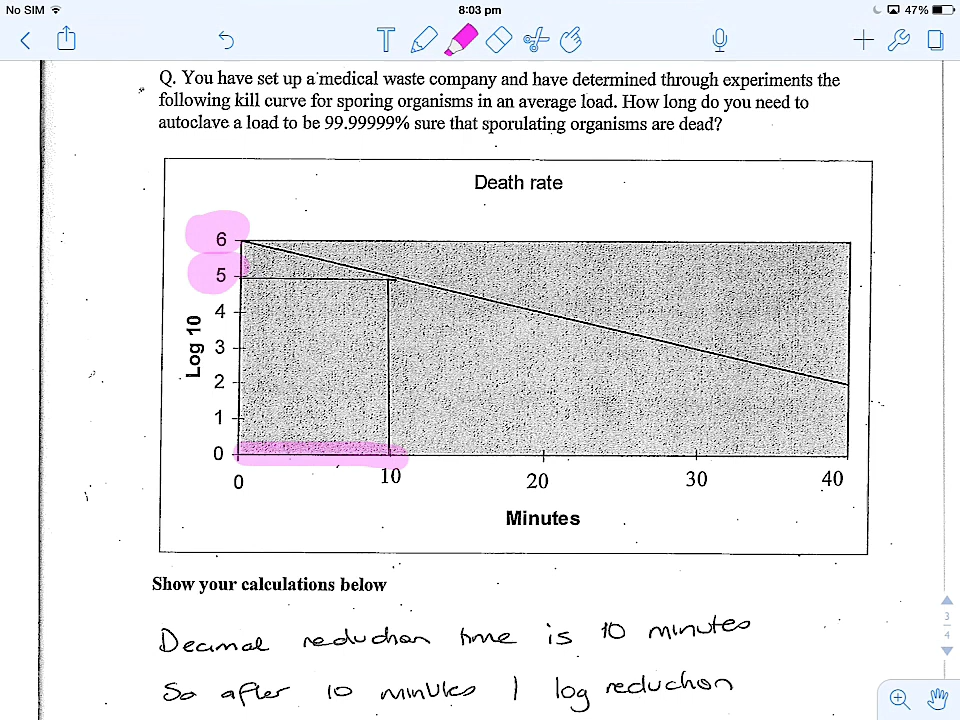 No SIM 8:03 pm 47%
T
Q. You have set up a medical waste company and have determined through experiments the
following kill curve for sporing organisms in an average load. How long do you need to
autoclave a load to be 99.99999% sure that sporulating organisms are dead?
Death rate
6
5
4
3
2
1
0
Log 10
0 10 20 30 40
Minutes
Show your calculations below
Decimal reduction time is 10 minutes
So after 10 minutes 1 log reduction
3
4